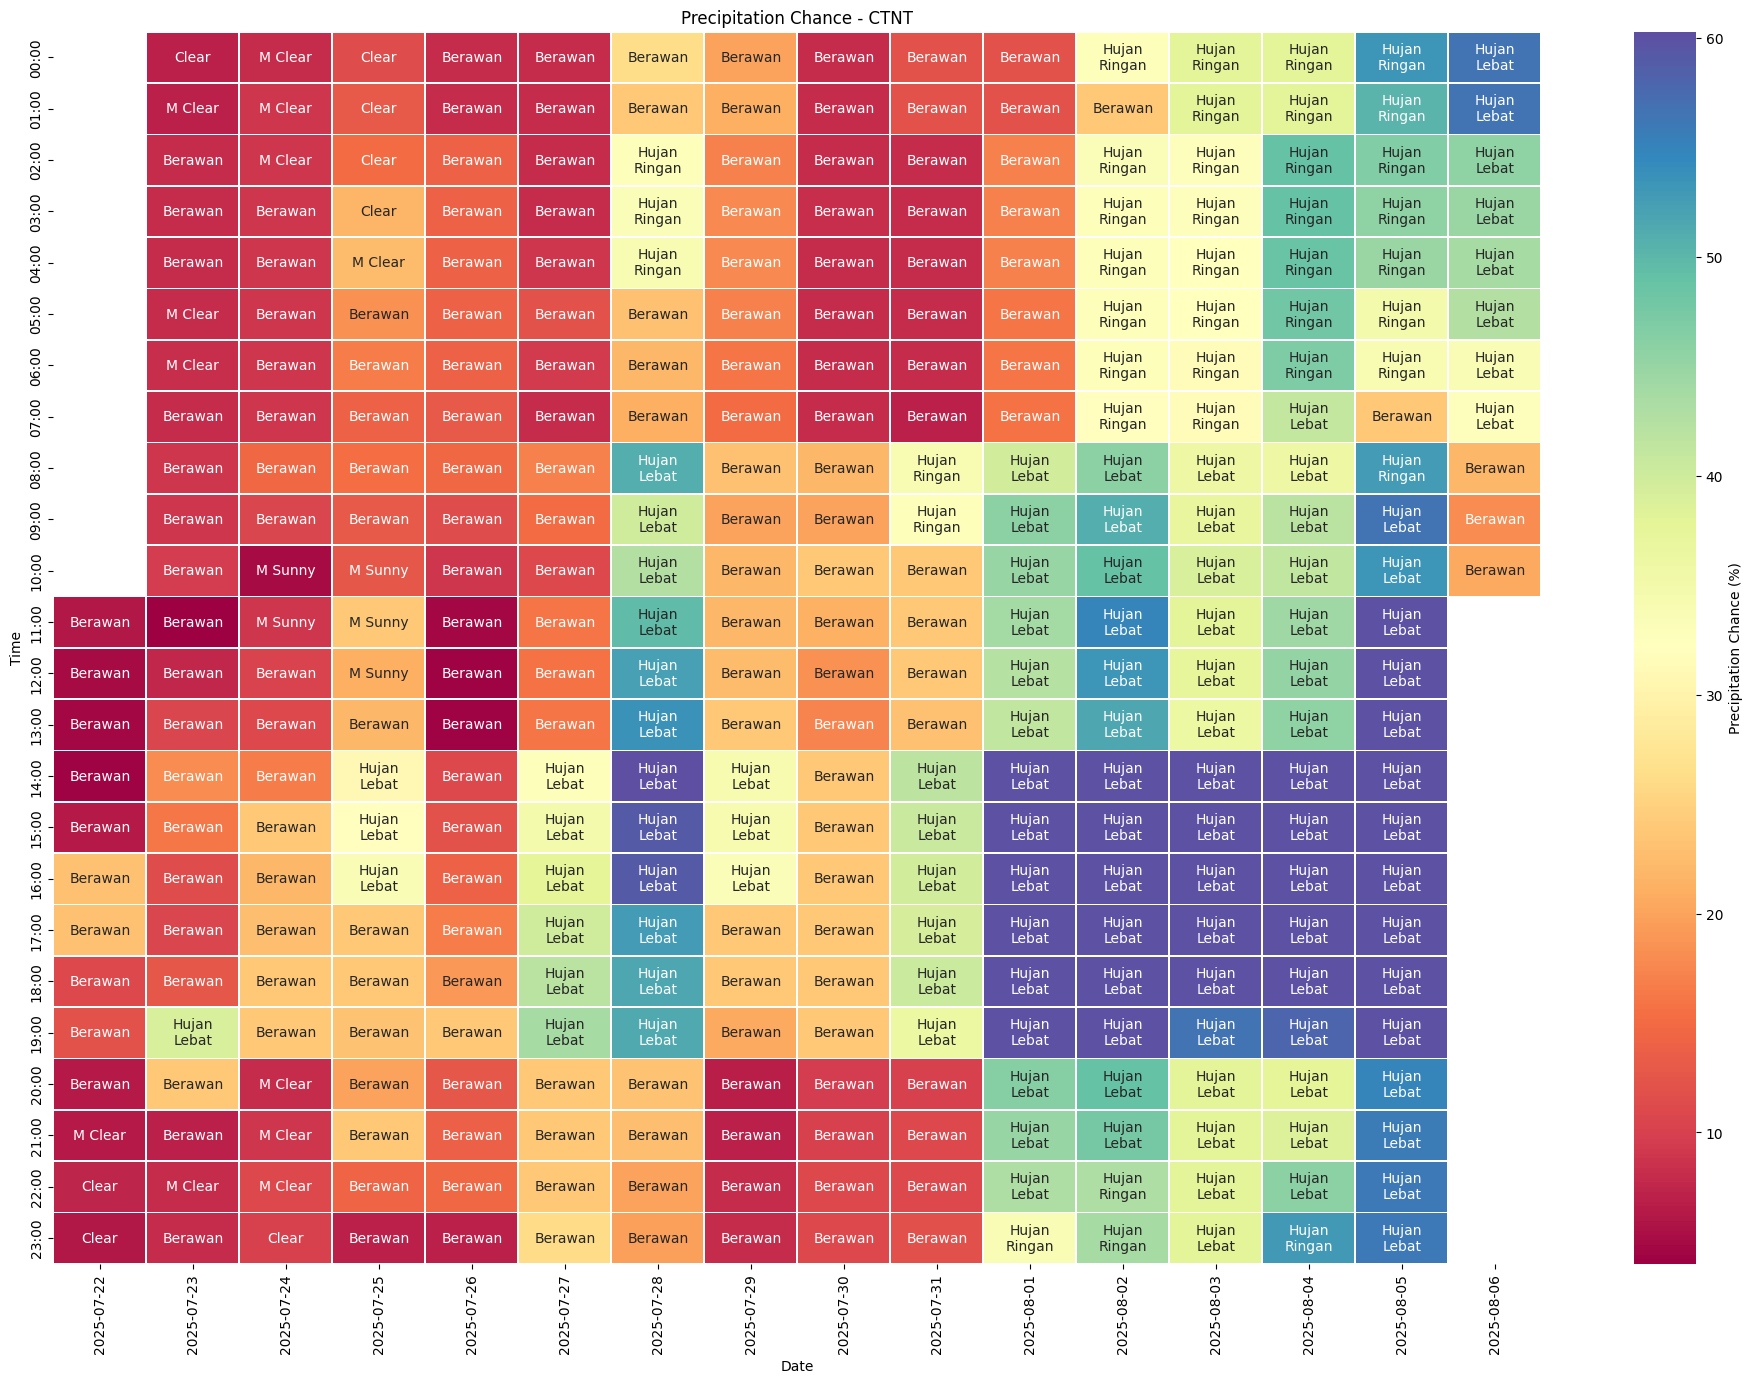 Precipitation Chance - CTNT
00:00 Clear M Clear Clear Berawan Berawan Berawan Berawan Berawan Berawan Berawan Hujan Ringan Hujan Ringan Hujan Ringan Hujan Ringan Hujan Lebat
01:00 M Clear M Clear Clear Berawan Berawan Berawan Berawan Berawan Berawan Berawan Berawan Hujan Ringan Hujan Ringan Hujan Ringan Hujan Lebat
02:00 Berawan M Clear Clear Berawan Berawan Hujan Ringan Berawan Berawan Berawan Berawan Hujan Ringan Hujan Ringan Hujan Ringan Hujan Ringan Hujan Lebat
03:00 Berawan Berawan Clear Berawan Berawan Hujan Ringan Berawan Berawan Berawan Berawan Hujan Ringan Hujan Ringan Hujan Ringan Hujan Ringan Hujan Lebat
04:00 Berawan Berawan M Clear Berawan Berawan Hujan Ringan Berawan Berawan Berawan Berawan Hujan Ringan Hujan Ringan Hujan Ringan Hujan Ringan Hujan Lebat
05:00 M Clear Berawan Berawan Berawan Berawan Berawan Berawan Berawan Berawan Berawan Hujan Ringan Hujan Ringan Hujan Ringan Hujan Ringan Hujan Lebat
06:00 M Clear Berawan Berawan Berawan Berawan Berawan Berawan Berawan Berawan Berawan Hujan Ringan Hujan Ringan Hujan Ringan Hujan Ringan Hujan Lebat
07:00 Berawan Berawan Berawan Berawan Berawan Berawan Berawan Berawan Berawan Berawan Hujan Ringan Hujan Ringan Hujan Lebat Berawan Hujan Lebat
08:00 Berawan Berawan Berawan Berawan Berawan Hujan Lebat Berawan Berawan Hujan Ringan Hujan Lebat Hujan Lebat Hujan Lebat Hujan Lebat Hujan Ringan Berawan
09:00 Berawan Berawan Berawan Berawan Berawan Hujan Lebat Berawan Berawan Hujan Ringan Hujan Lebat Hujan Lebat Hujan Lebat Hujan Lebat Hujan Lebat Berawan
10:00 Berawan M Sunny M Sunny Berawan Berawan Hujan Lebat Berawan Berawan Berawan Hujan Lebat Hujan Lebat Hujan Lebat Hujan Lebat Hujan Lebat Berawan
11:00 Berawan Berawan M Sunny M Sunny Berawan Berawan Hujan Lebat Berawan Berawan Berawan Hujan Lebat Hujan Lebat Hujan Lebat Hujan Lebat Hujan Lebat
12:00 Berawan Berawan Berawan M Sunny Berawan Berawan Hujan Lebat Berawan Berawan Berawan Hujan Lebat Hujan Lebat Hujan Lebat Hujan Lebat Hujan Lebat
13:00 Berawan Berawan Berawan Berawan Berawan Berawan Hujan Lebat Berawan Berawan Berawan Hujan Lebat Hujan Lebat Hujan Lebat Hujan Lebat Hujan Lebat
14:00 Berawan Berawan Berawan Hujan Lebat Berawan Hujan Lebat Hujan Lebat Hujan Lebat Berawan Hujan Lebat Hujan Lebat Hujan Lebat Hujan Lebat Hujan Lebat Hujan Lebat
15:00 Berawan Berawan Berawan Hujan Lebat Berawan Hujan Lebat Hujan Lebat Hujan Lebat Berawan Hujan Lebat Hujan Lebat Hujan Lebat Hujan Lebat Hujan Lebat Hujan Lebat
16:00 Berawan Berawan Berawan Hujan Lebat Berawan Hujan Lebat Hujan Lebat Hujan Lebat Berawan Hujan Lebat Hujan Lebat Hujan Lebat Hujan Lebat Hujan Lebat Hujan Lebat
17:00 Berawan Berawan Berawan Berawan Berawan Hujan Lebat Hujan Lebat Berawan Berawan Hujan Lebat Hujan Lebat Hujan Lebat Hujan Lebat Hujan Lebat Hujan Lebat
18:00 Berawan Berawan Berawan Berawan Berawan Hujan Lebat Hujan Lebat Berawan Berawan Hujan Lebat Hujan Lebat Hujan Lebat Hujan Lebat Hujan Lebat Hujan Lebat
19:00 Berawan Hujan Lebat Berawan Berawan Berawan Hujan Lebat Hujan Lebat Berawan Berawan Hujan Lebat Hujan Lebat Hujan Lebat Hujan Lebat Hujan Lebat Hujan Lebat
20:00 Berawan Berawan M Clear Berawan Berawan Berawan Berawan Berawan Berawan Berawan Hujan Lebat Hujan Lebat Hujan Lebat Hujan Lebat Hujan Lebat
21:00 M Clear Berawan M Clear Berawan Berawan Berawan Berawan Berawan Berawan Berawan Hujan Lebat Hujan Lebat Hujan Lebat Hujan Lebat Hujan Lebat
22:00 Clear M Clear M Clear Berawan Berawan Berawan Berawan Berawan Berawan Berawan Hujan Lebat Hujan Ringan Hujan Lebat Hujan Lebat Hujan Lebat
23:00 Clear Berawan Clear Berawan Berawan Berawan Berawan Berawan Berawan Berawan Hujan Ringan Hujan Ringan Hujan Lebat Hujan Ringan Hujan Lebat
2025-07-22 2025-07-23 2025-07-24 2025-07-25 2025-07-26 2025-07-27 2025-07-28 2025-07-29 2025-07-30 2025-07-31 2025-08-01 2025-08-02 2025-08-03 2025-08-04 2025-08-05 2025-08-06
Date
Time
60
50
40
30
20
10
Precipitation Chance (%)